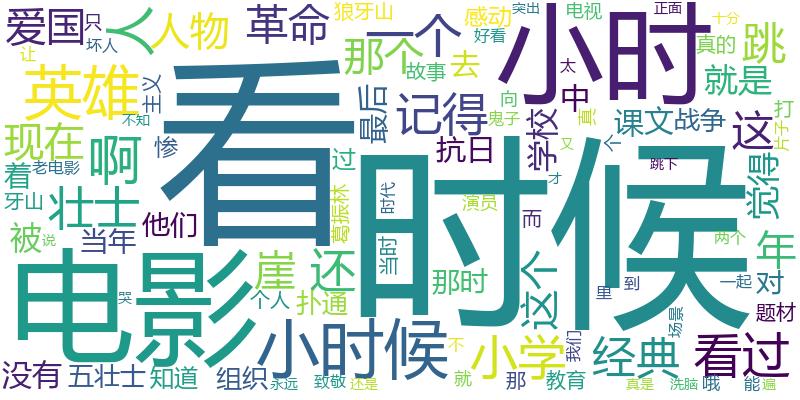 爱国
只
坏人
人
人物
革命
狼牙山
一个
感动
突出
好看
电视
小时
正面
真的
十分
跳
让
英雄
主义
不知
看
那个
故事
去
最后
记得
向
鬼子
太
中
真
课文
战争
就是
个
这
打
片子
现在
啊
惨
过
抗日
学校
又
跳下
觉得
着
老电影
牙山
壮士
他们
葛振林
时代
当时
时候
演员
才
而
被
说
当年
电影
崖
还
那时
这个
里
到
两个
一起
年
对
哭
个人
扑通
小时候
不
小学
我们
经典
场景
题材
看过
没有
五壮士
知道
组织
永远
致敬
还是
就
那
教育
真是
洗脑
哦
能
遍